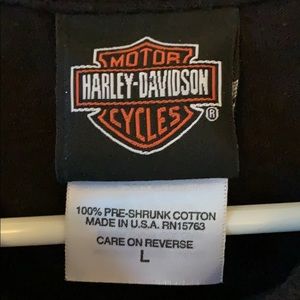 MOTOR
HARLEY-DAVIDSON
CYCLES
®
100% PRE-SHRUNK COTTON
MADE IN U.S.A. RN15763
CARE ON REVERSE
L